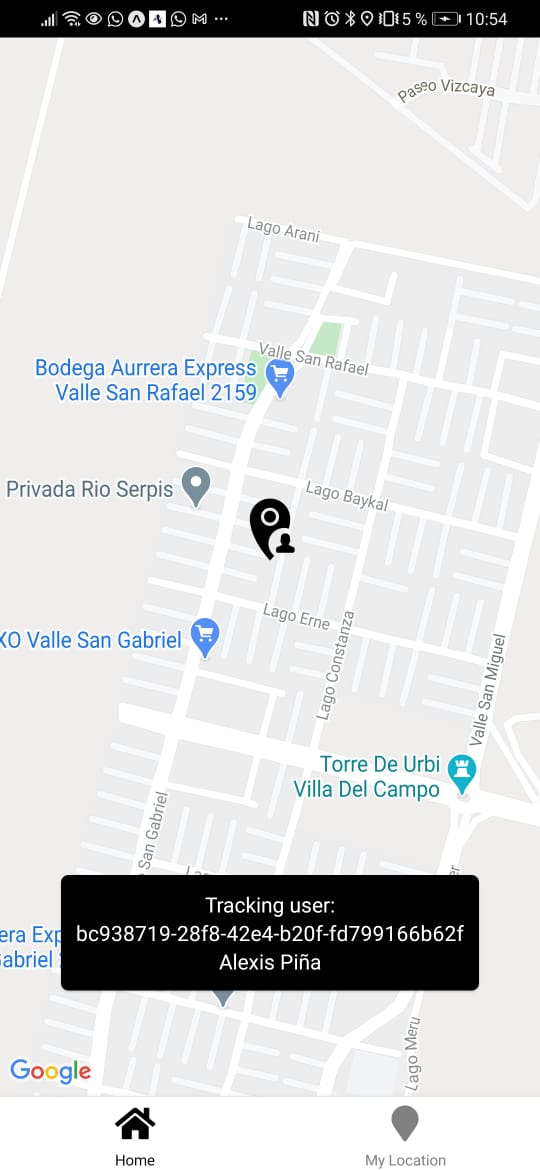 5 % 10:54
Paseo Vizcaya
Lago Arani
Valle San Rafael
Bodega Aurrera Express
Valle San Rafael 2159
Privada Rio Serpis
Lago Baykal
Lago Erne
XO Valle San Gabriel
Lago Constanza
Valle San Miguel
Torre De Urbi
Villa Del Campo
San Gabriel
Tracking user:
bc938719-28f8-42e4-b20f-fd799166b62f
Alexis Piña
era Exp
Gabriel
Lago Meru
Google
Home
My Location